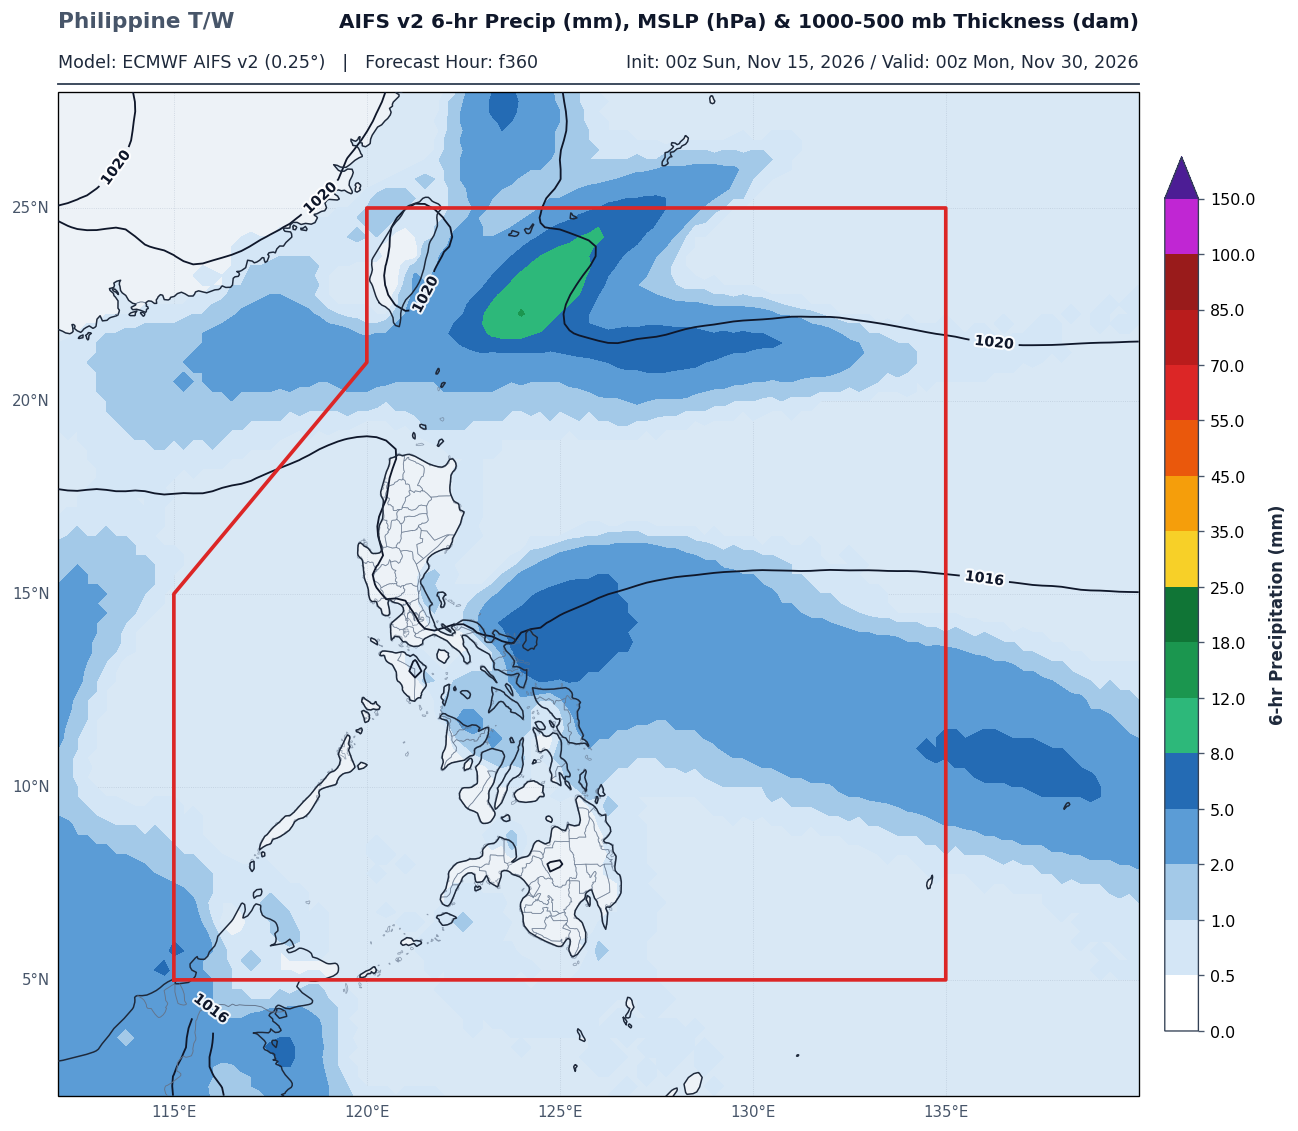 Philippine T/W
AIFS v2 6-hr Precip (mm), MSLP (hPa) & 1000-500 mb Thickness (dam)
Model: ECMWF AIFS v2 (0.25°) | Forecast Hour: f360
Init: 00z Sun, Nov 15, 2026 / Valid: 00z Mon, Nov 30, 2026
1020
1020
1020
1020
1016
1016
25°N
20°N
15°N
10°N
5°N
115°E
120°E
125°E
130°E
135°E
150.0
100.0
85.0
70.0
55.0
45.0
35.0
25.0
18.0
12.0
8.0
5.0
2.0
1.0
0.5
0.0
6-hr Precipitation (mm)